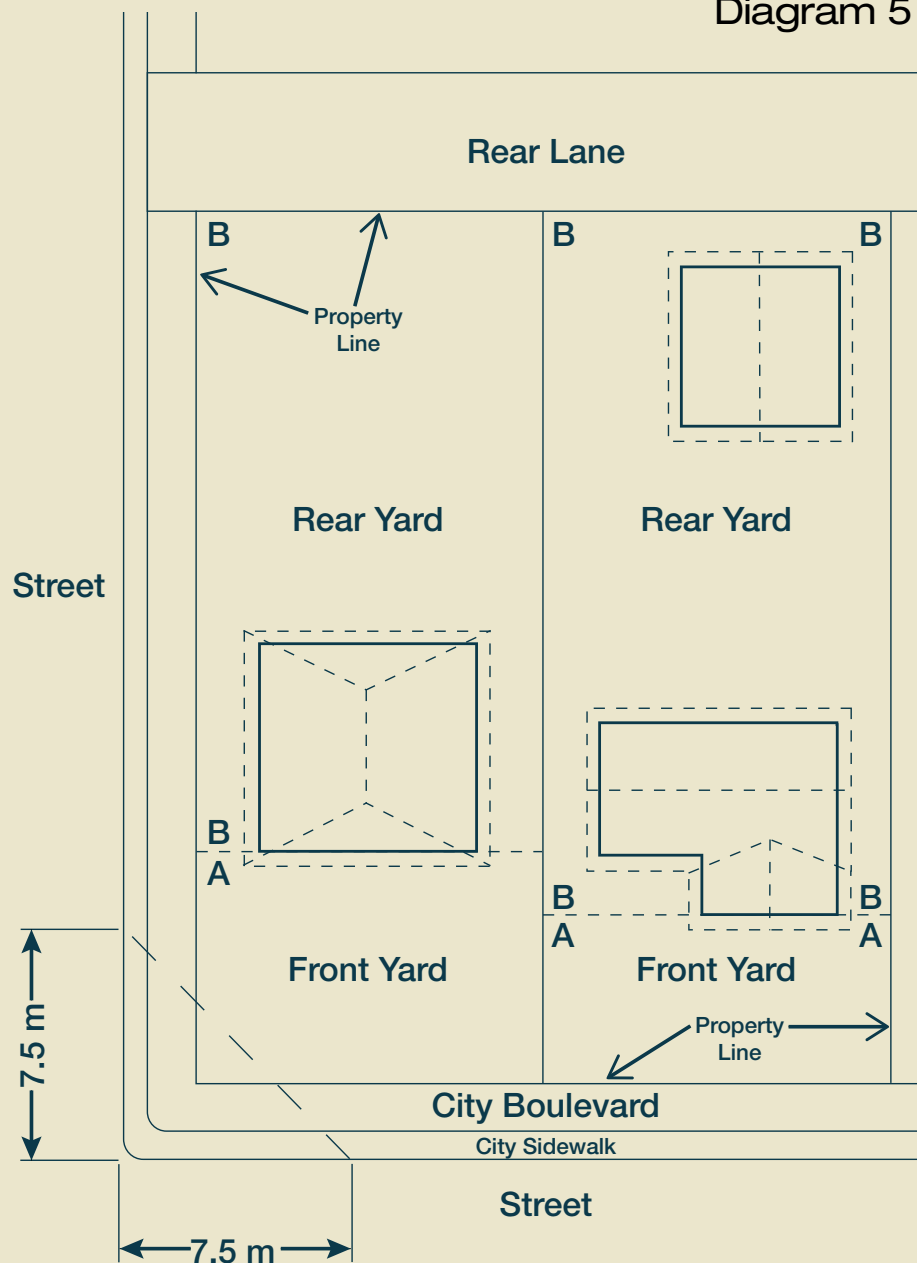 Diagram 5
Rear Lane
B
B
B
Property
Line
Rear Yard
Rear Yard
Street
B
A
B
B
A
A
Front Yard
Front Yard
7.5 m
Property
Line
City Boulevard
City Sidewalk
Street
7.5 m